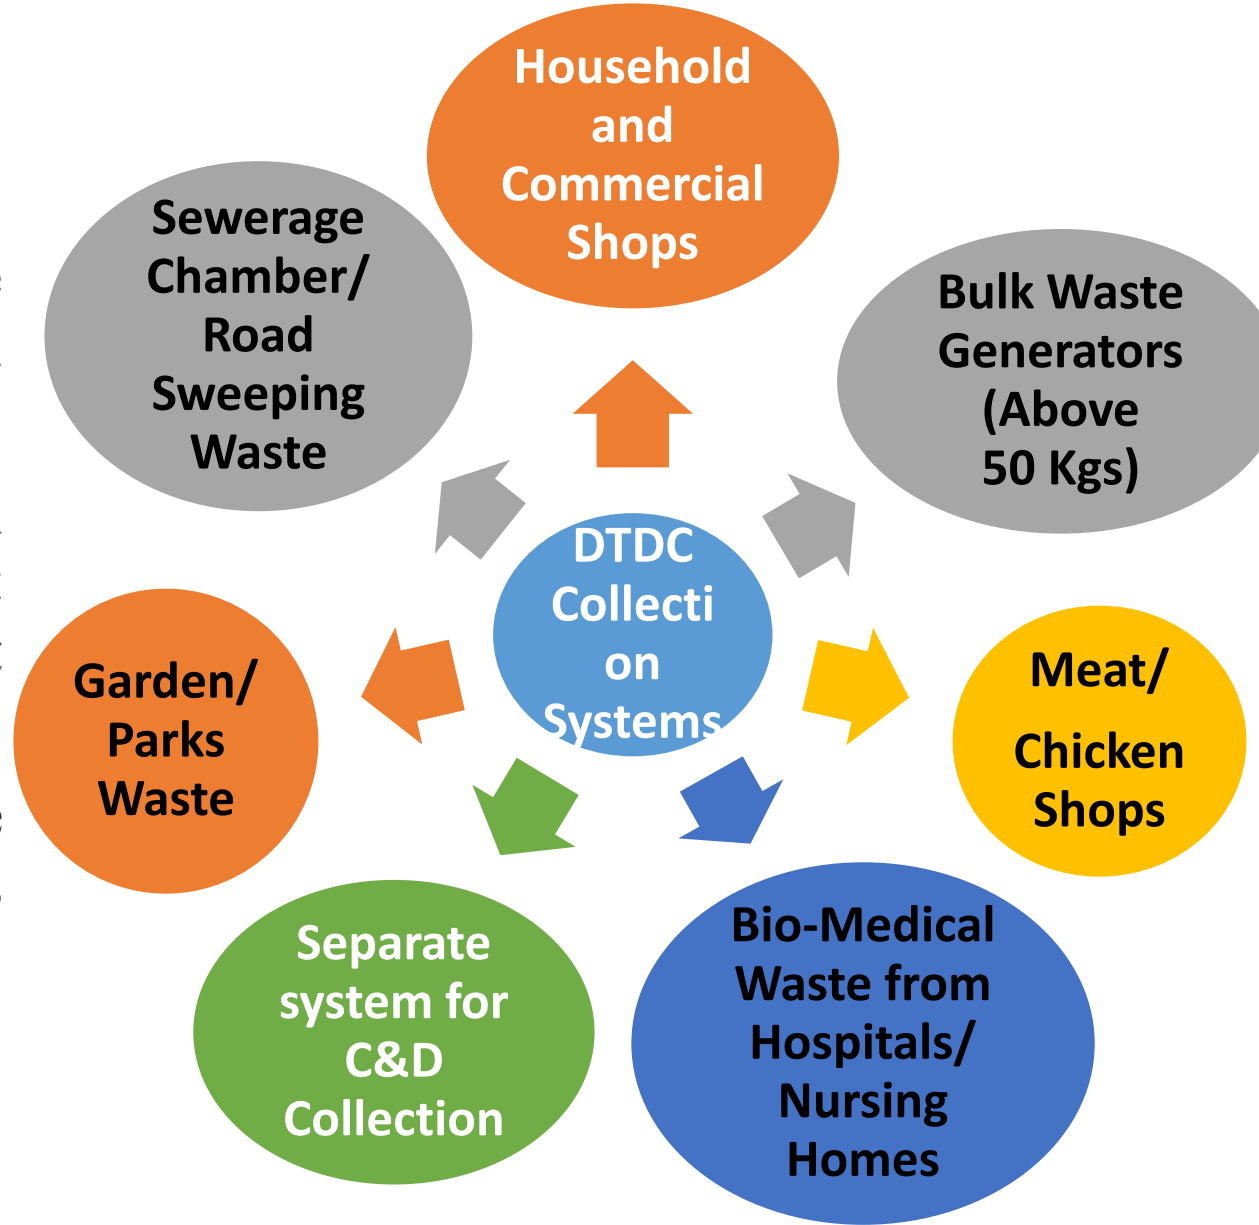 Household
and
Commercial
Shops
Bulk Waste
Generators
(Above
50 Kgs)
Meat/
Chicken
Shops
Bio-Medical
Waste from
Hospitals/
Nursing
Homes
Separate
system for
C&D
Collection
Garden/
Parks
Waste
Sewerage
Chamber/
Road
Sweeping
Waste
DTDC
Collecti
on
Systems